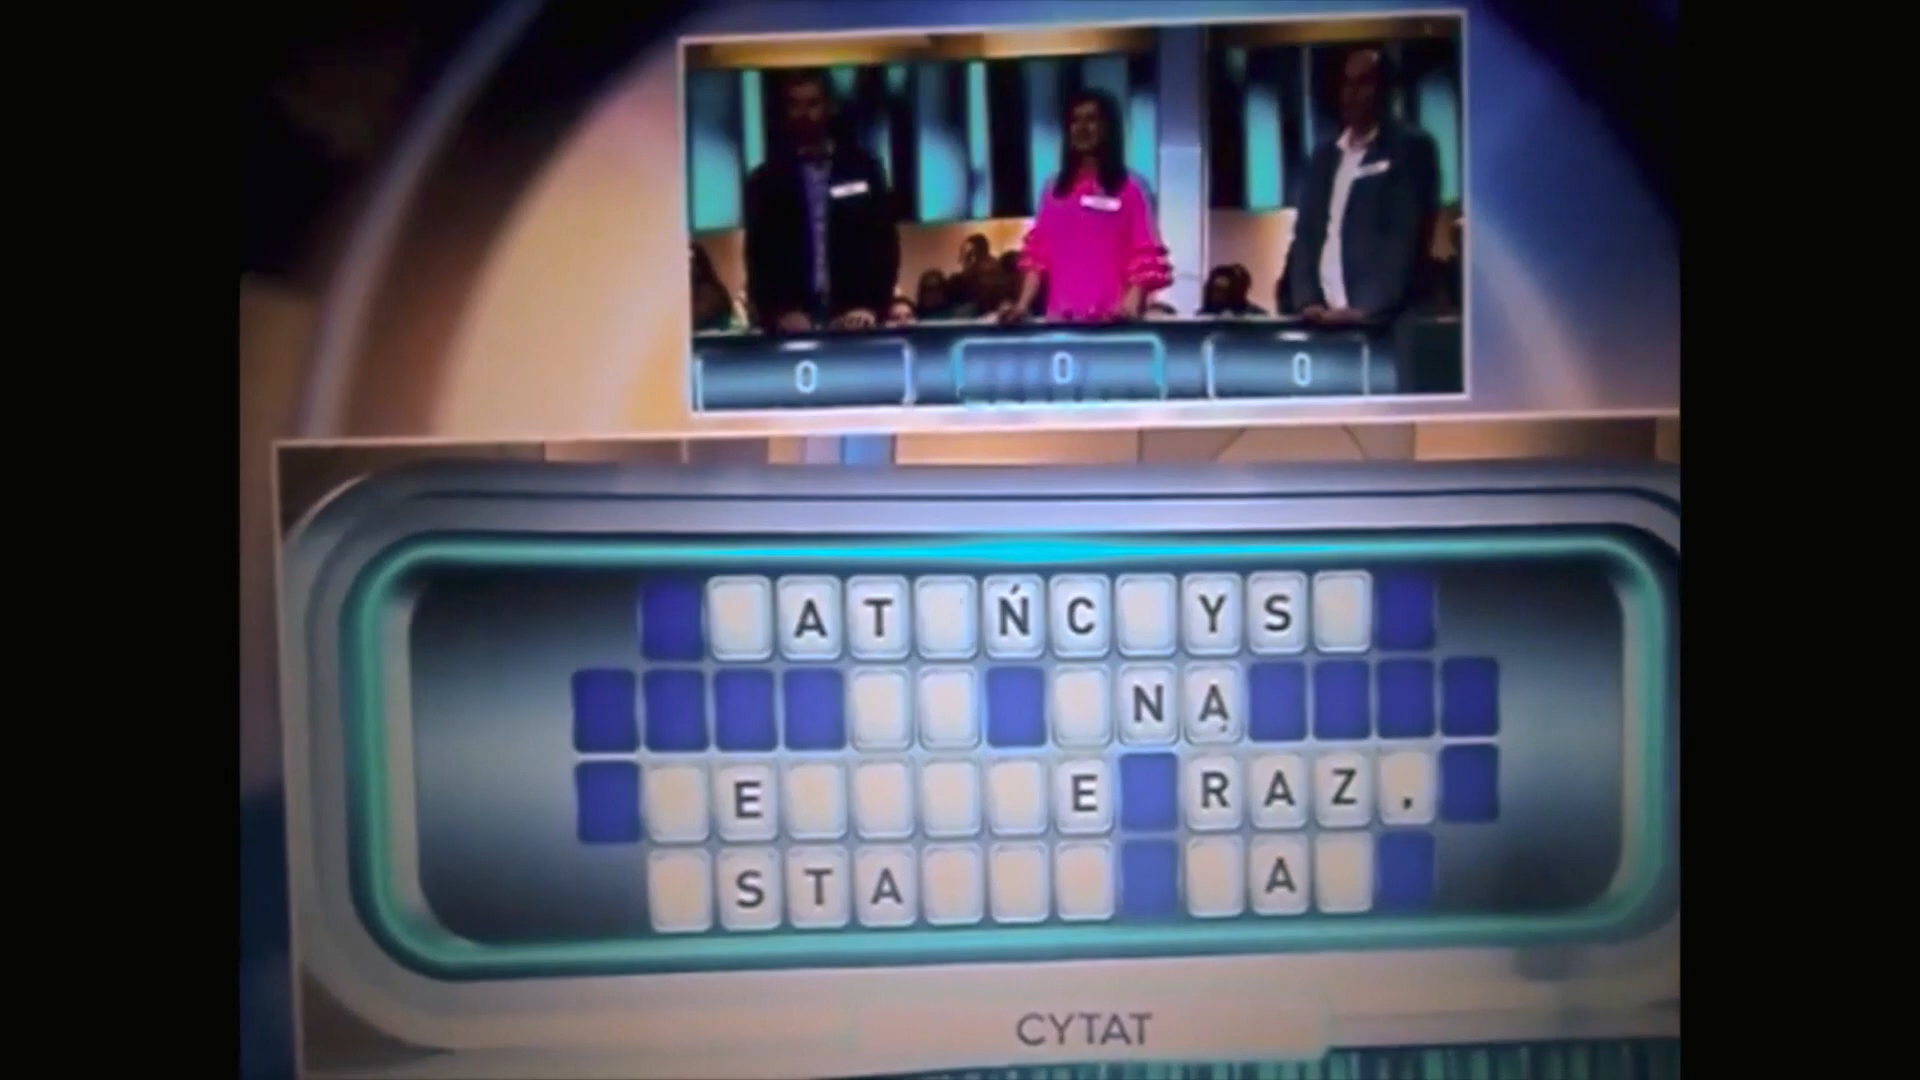 0 0 0
AT ŃC YS
NĄ
E E RAZ,
STA A
CYTAT